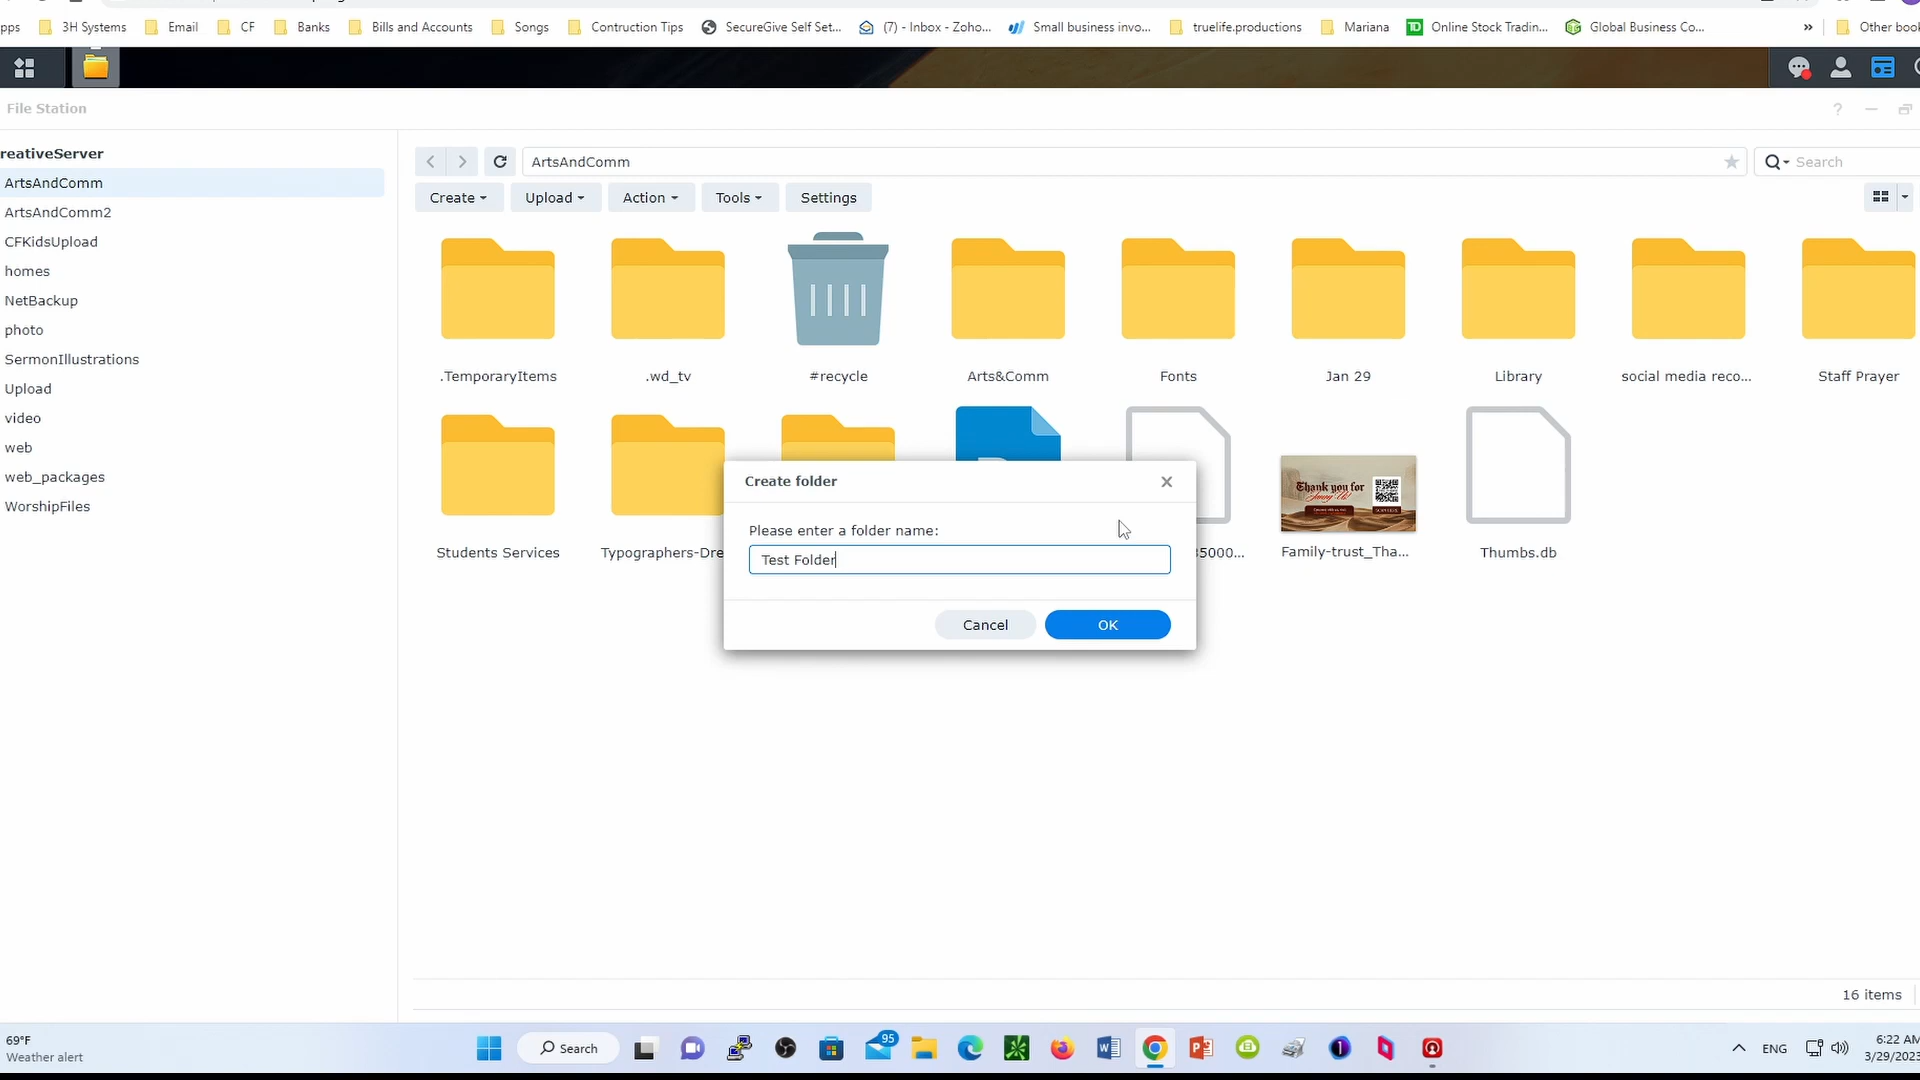 pps 3H Systems Email CF Banks Bills and Accounts Songs Contruction Tips SecureGive Self Set... (7) - Inbox - Zoho... Small business invo... truelife.productions Mariana TD Online Stock Tradin... Global Business Co... » Other book
File Station
reativeServer
ArtsAndComm
ArtsAndComm2
CFKidsUpload
homes
NetBackup
photo
SermonIllustrations
Upload
video
web
web_packages
WorshipFiles
ArtsAndComm Search
Create Upload Action Tools Settings
.TemporaryItems .wd_tv #recycle Arts&Comm Fonts Jan 29 Library social media reco... Staff Prayer
Thank you for
Students Services Typographers-Dre 5000... Family-trust_Tha... Thumbs.db
Create folder
Please enter a folder name:
Test Folder
Cancel OK
16 items
69°F
Weather alert
Search 95 ENG
6:22 AM
3/29/2023